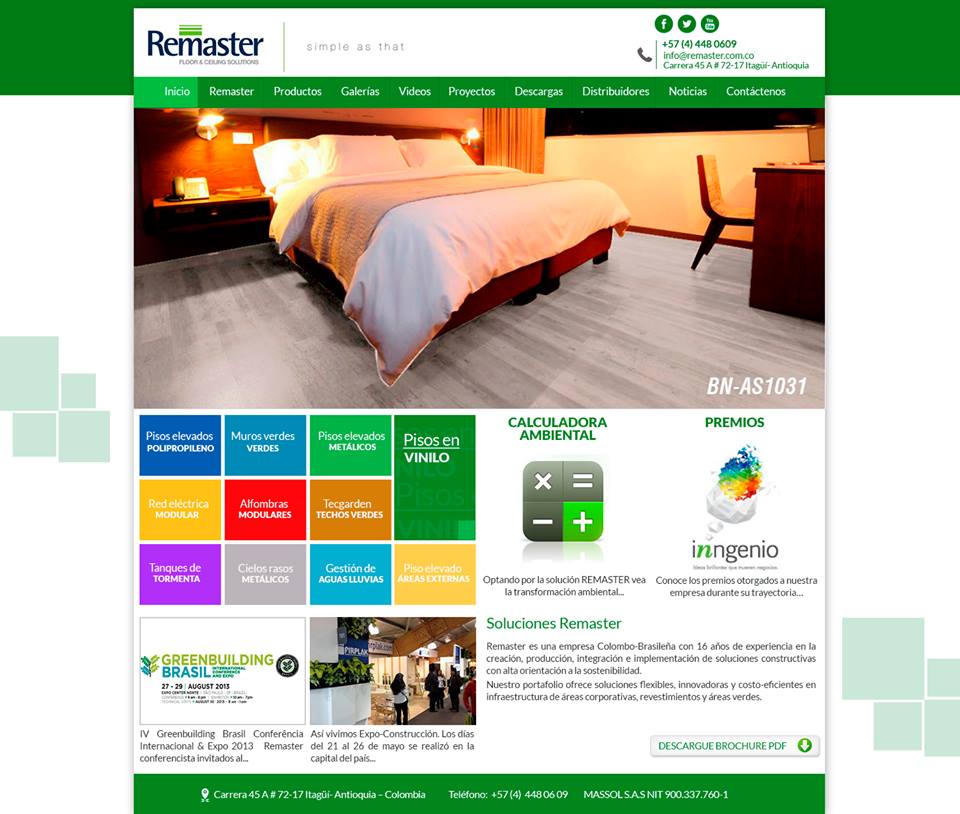 Remaster
FLOOR & CEILING SOLUTIONS
simple as that
+57 (4) 448 0609
info@remaster.com.co
Carrera 45 A # 72-17 Itagüí- Antioquia
Inicio Remaster Productos Galerías Videos Proyectos Descargas Distribuidores Noticias Contáctenos
BN-AS1031
Pisos elevados
POLIPROPILENO
Muros verdes
VERDES
Pisos elevados
METÁLICOS
Pisos en
VINILO
Red eléctrica
MODULAR
Alfombras
MODULARES
Tecgarden
TECHOS VERDES
Tanques de
TORMENTA
Cielos rasos
METÁLICOS
Gestión de
AGUAS LLUVIAS
Piso elevado
ÁREAS EXTERNAS
CALCULADORA
AMBIENTAL
Optando por la solución REMASTER vea
la transformación ambiental...
PREMIOS
inngenio
Ideas brillantes que mueven negocios.
Conoce los premios otorgados a nuestra
empresa durante su trayectoria...
GREENBUILDING
BRASIL INTERNATIONAL
CONFERENCE
AND EXPO
27 - 29 | AUGUST 2013
EXPO CENTER NORTE
PIRPLAK
IV Greenbuilding Brasil Conferência
Internacional & Expo 2013 Remaster
conferencista invitados al...
Así vivimos Expo-Construcción. Los días
del 21 al 26 de mayo se realizó en la
capital del país...
Soluciones Remaster
Remaster es una empresa Colombo-Brasileña con 16 años de experiencia en la
creación, producción, integración e implementación de soluciones constructivas
con alta orientación a la sostenibilidad.
Nuestro portafolio ofrece soluciones flexibles, innovadoras y costo-eficientes en
infraestructura de áreas corporativas, revestimientos y áreas verdes.
DESCARGUE BROCHURE PDF
Carrera 45 A # 72-17 Itagüí- Antioquia – Colombia Teléfono: +57 (4) 448 06 09 MASSOL S.A.S NIT 900.337.760-1